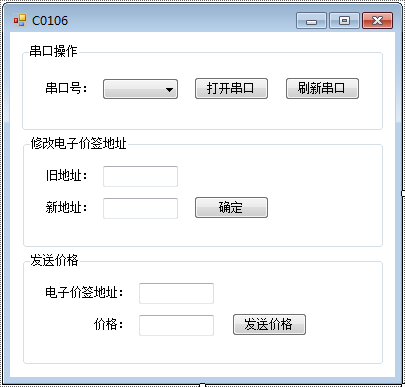 C0106
串口操作
串口号： 打开串口 刷新串口
修改电子价签地址
旧地址：
新地址： 确定
发送价格
电子价签地址：
价格： 发送价格